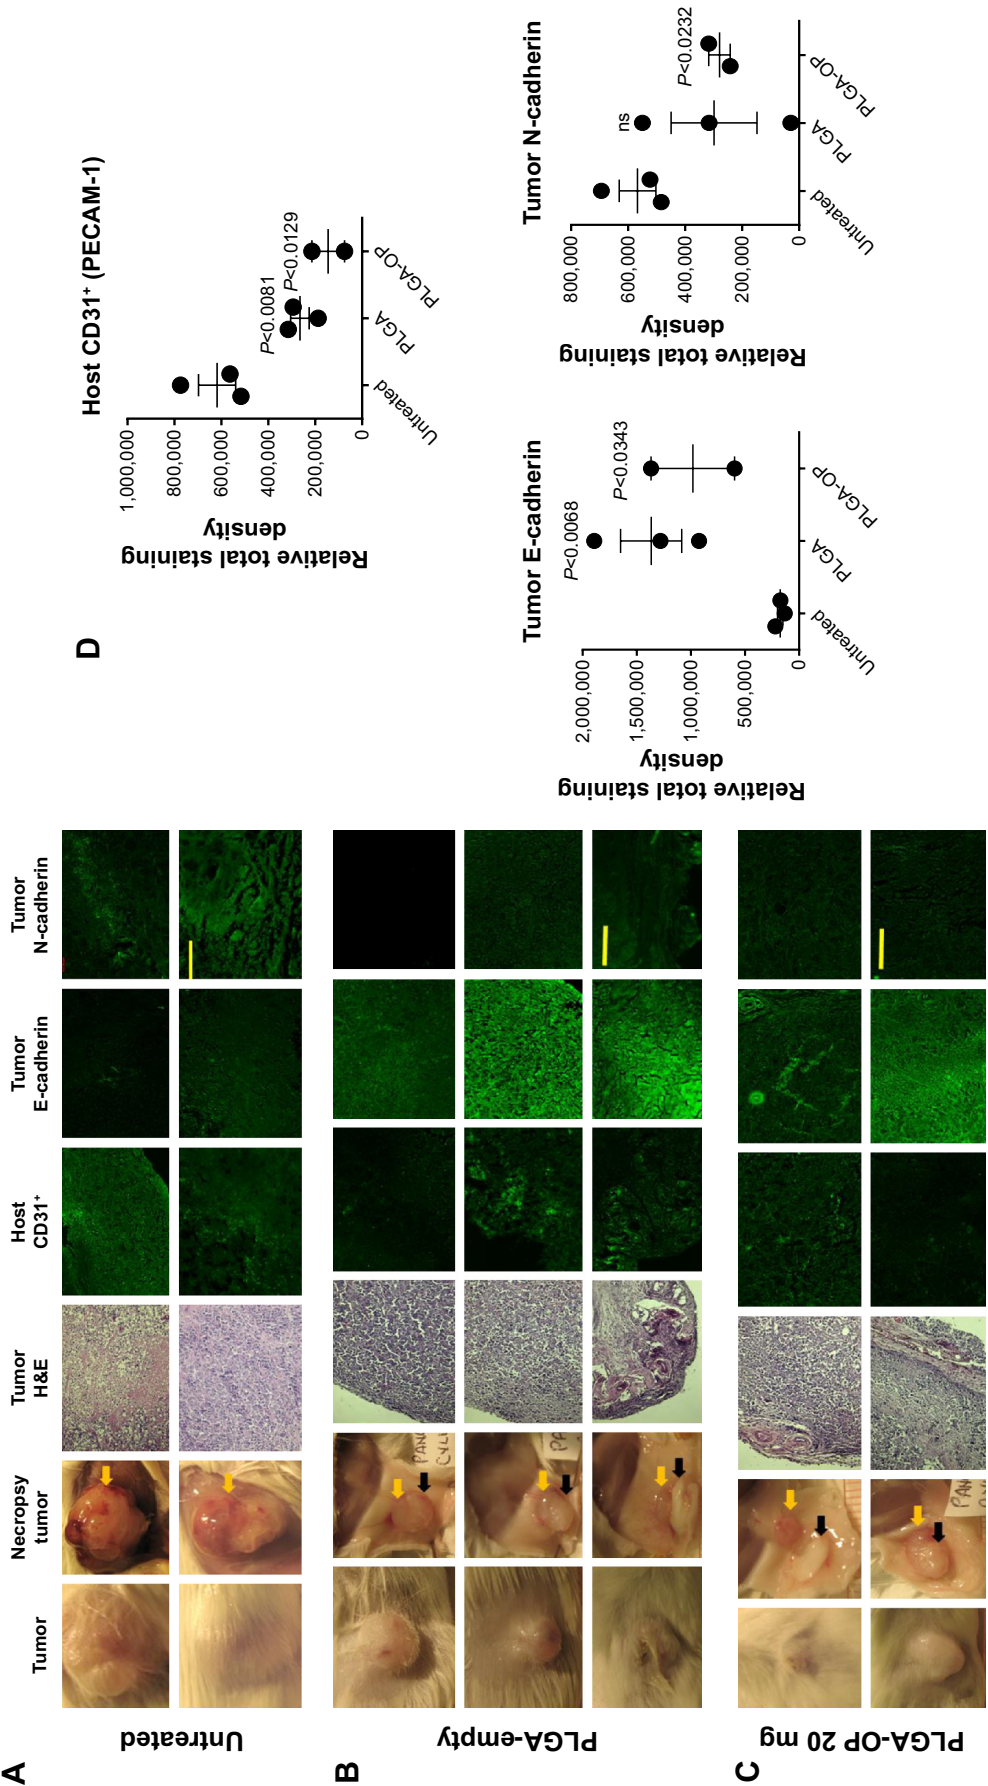 A
Tumor
Necropsy
tumor
Tumor
H&E
Host
CD31⁺
Tumor
E-cadherin
Tumor
N-cadherin
Untreated
B
PLGA-empty
PAN
CYLI
PA
C
PLGA-OP 20 mg
PAN
D
Host CD31⁺ (PECAM-1)
Relative total staining
density
1,000,000
800,000
600,000
400,000
200,000
0
P<0.0081
P<0.0129
Untreated
PLGA
PLGA-OP
Tumor E-cadherin
Relative total staining
density
2,000,000
1,500,000
1,000,000
500,000
0
P<0.0068
P<0.0343
Untreated
PLGA
PLGA-OP
Tumor N-cadherin
Relative total staining
density
800,000
600,000
400,000
200,000
0
ns
P<0.0232
Untreated
PLGA
PLGA-OP